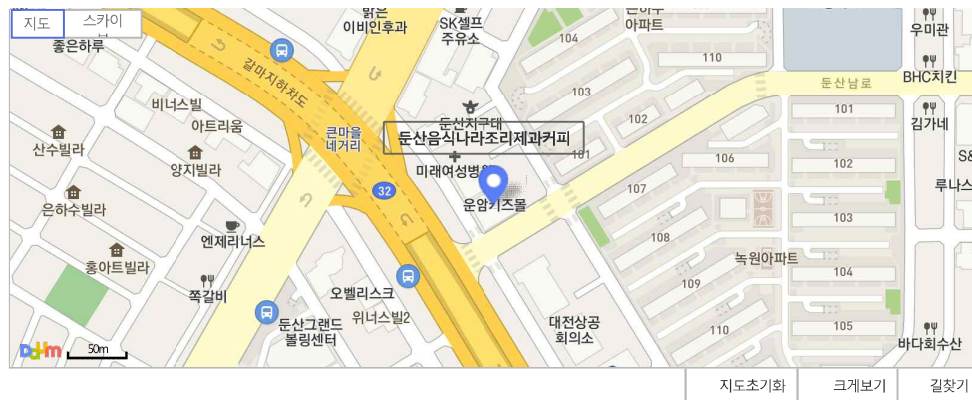 지도
스카이
좋은하루
밝은
이비인후과
SK셀프
주유소
아파트
우미관
BHC치킨
104
110
103
102
101
둔산남로
101
김가네
갈마지하차도
비너스빌
아트리움
산수빌라
양지빌라
큰마을
네거리
둔산지구대
둔산음식나라조리제과커피
미래여성병원
운암키즈몰
32
106
102
107
103
108
은하수빌라
엔젤리너스
홍아트빌라
쪽갈비
오벨리스크
위너스빌2
둔산그랜드
볼링센터
대전상공
회의소
녹원아파트
109
104
110
105
루나스
바다회수산
Daum
50m
지도초기화
크게보기
길찾기